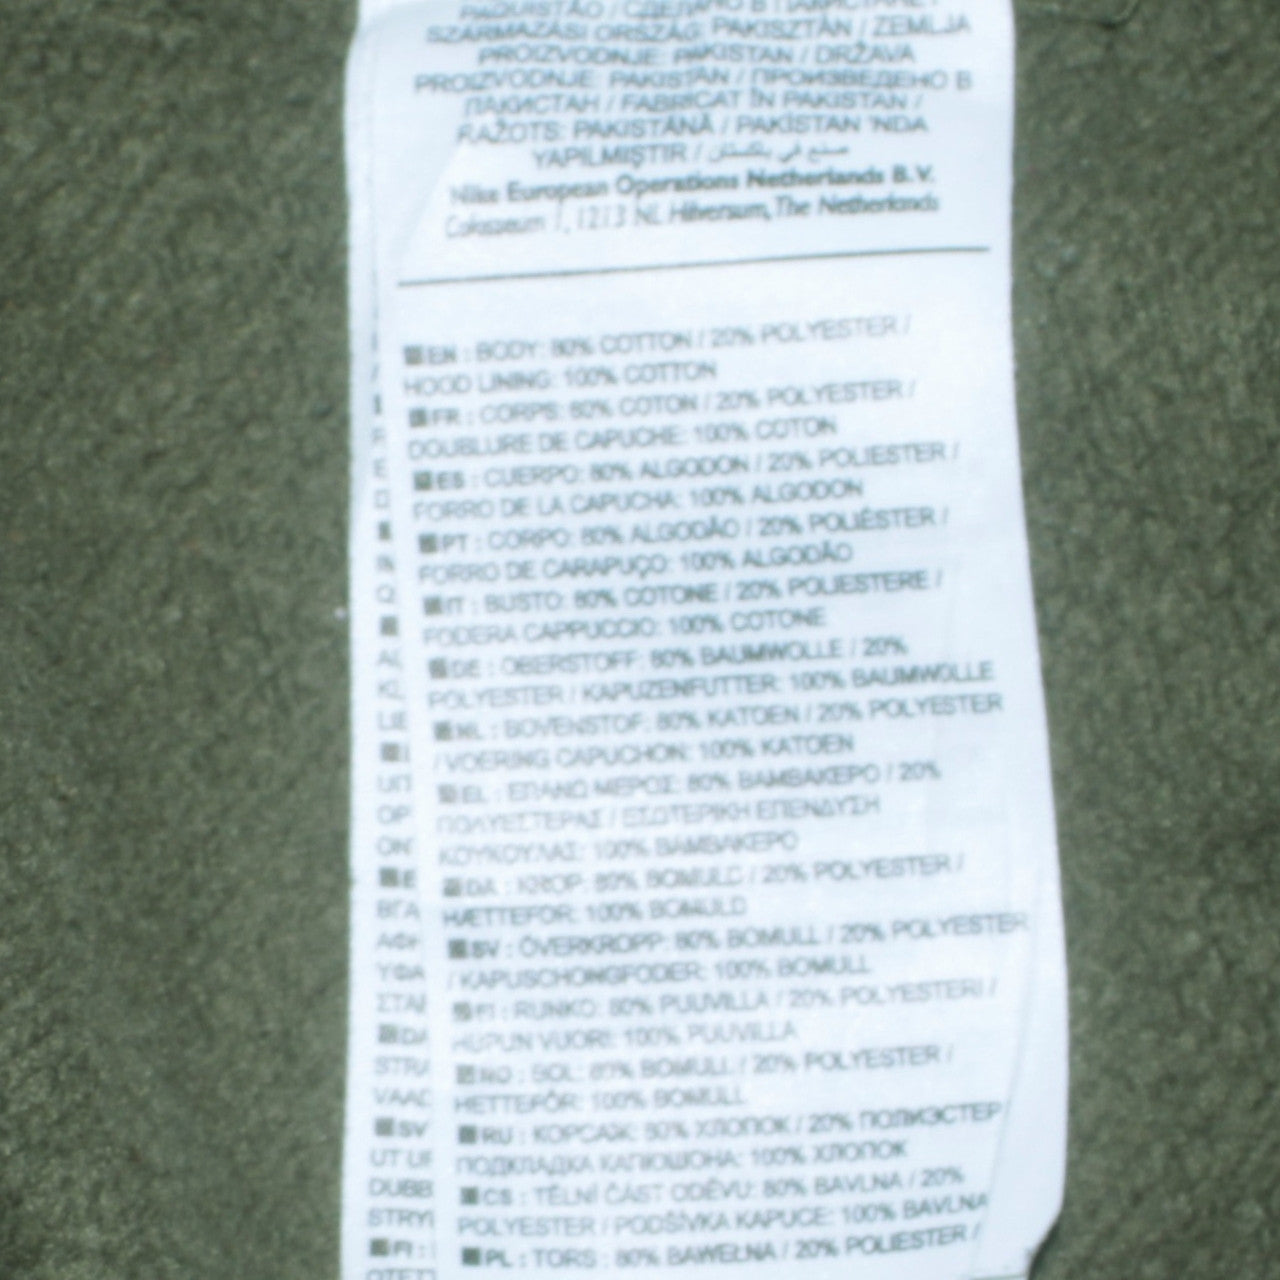 PAQUISTÃO / СДЕЛАНО В ПАКИСТАНЕ /
SZÁRMAZÁSI ORSZÁG: PAKISZTÁN / ZEMLJA
PROIZVODNJE: PAKISTAN / DRŽAVA
PROIZVODNJE: PAKISTAN / ПРОИЗВЕДЕНО В
ПАКИСТАН / FABRICAT ÎN PAKISTAN /
RAŽOTS: PAKISTĀNĀ / PAKİSTAN 'NDA
YAPILMIŞTIR / صنع في باكستان
Nike European Operations Netherlands B.V.
Colosseum 1, 1213 NL Hilversum, The Netherlands
EN : BODY: 80% COTTON / 20% POLYESTER /
HOOD LINING: 100% COTTON
FR : CORPS: 80% COTON / 20% POLYESTER /
DOUBLURE DE CAPUCHE: 100% COTON
ES : CUERPO: 80% ALGODON / 20% POLIESTER /
FORRO DE LA CAPUCHA: 100% ALGODON
PT : CORPO: 80% ALGODÃO / 20% POLIÉSTER /
FORRO DE CARAPUÇO: 100% ALGODÃO
IT : BUSTO: 80% COTONE / 20% POLIESTERE /
FODERA CAPPUCCIO: 100% COTONE
DE : OBERSTOFF: 80% BAUMWOLLE / 20%
POLYESTER / KAPUZENFUTTER: 100% BAUMWOLLE
NL : BOVENSTOF: 80% KATOEN / 20% POLYESTER
/ VOERING CAPUCHON: 100% KATOEN
EL : ΕΠΑΝΩ ΜΕΡΟΣ: 80% ΒΑΜΒΑΚΕΡΟ / 20%
ΠΟΛΥΕΣΤΕΡΑΣ / ΕΣΩΤΕΡΙΚΗ ΕΠΕΝΔΥΣΗ
ΚΟΥΚΟΥΛΑΣ: 100% ΒΑΜΒΑΚΕΡΟ
DA : KROP: 80% BOMULD / 20% POLYESTER /
HÆTTEFOR: 100% BOMULD
SV : ÖVERKROPP: 80% BOMULL / 20% POLYESTER
/ KAPUSCHONGFODER: 100% BOMULL
FI : RUNKO: 80% PUUVILLA / 20% POLYESTERI /
HUPUN VUORI: 100% PUUVILLA
NO : BOL: 80% BOMULL / 20% POLYESTER /
HETTEFÔR: 100% BOMULL
RU : КОРСАЖ: 80% ХЛОПОК / 20% ПОЛИЭСТЕР
ПОДКЛАДКА КАПЮШОНА: 100% ХЛОПОК
CS : TĚLNÍ ČÁST ODĚVU: 80% BAVLNA / 20%
POLYESTER / PODŠÍVKA KAPUCE: 100% BAVLNA
PL : TORS : 80% BAWEŁNA / 20% POLIESTER /